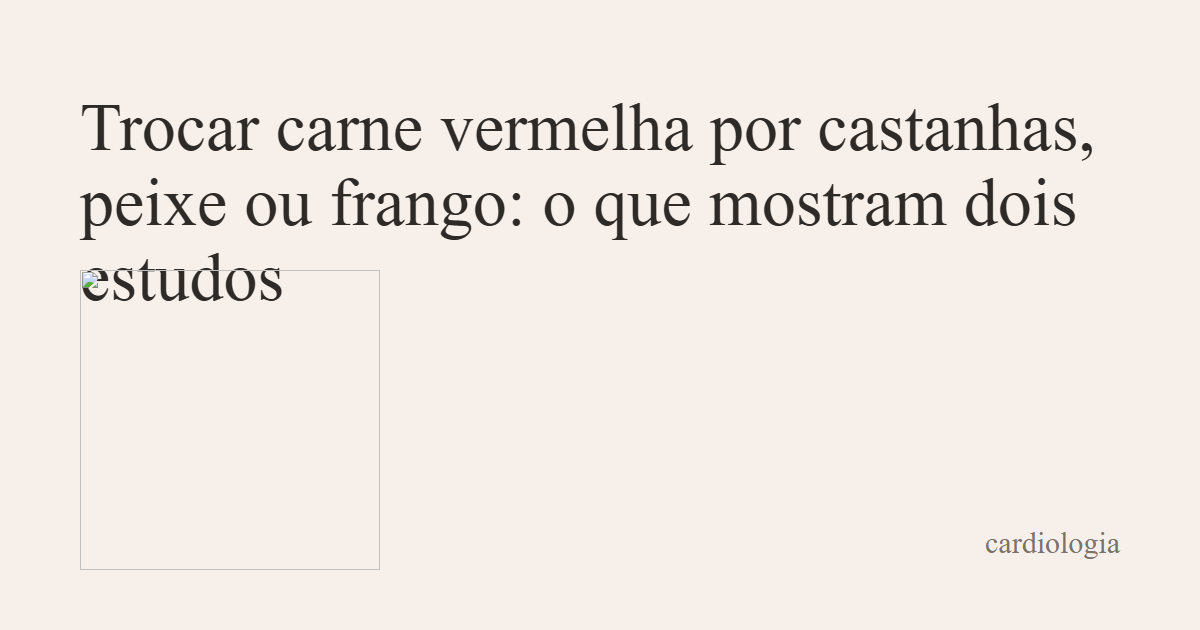 Trocar carne vermelha por castanhas,
peixe ou frango: o que mostram dois
estudos
cardiologia